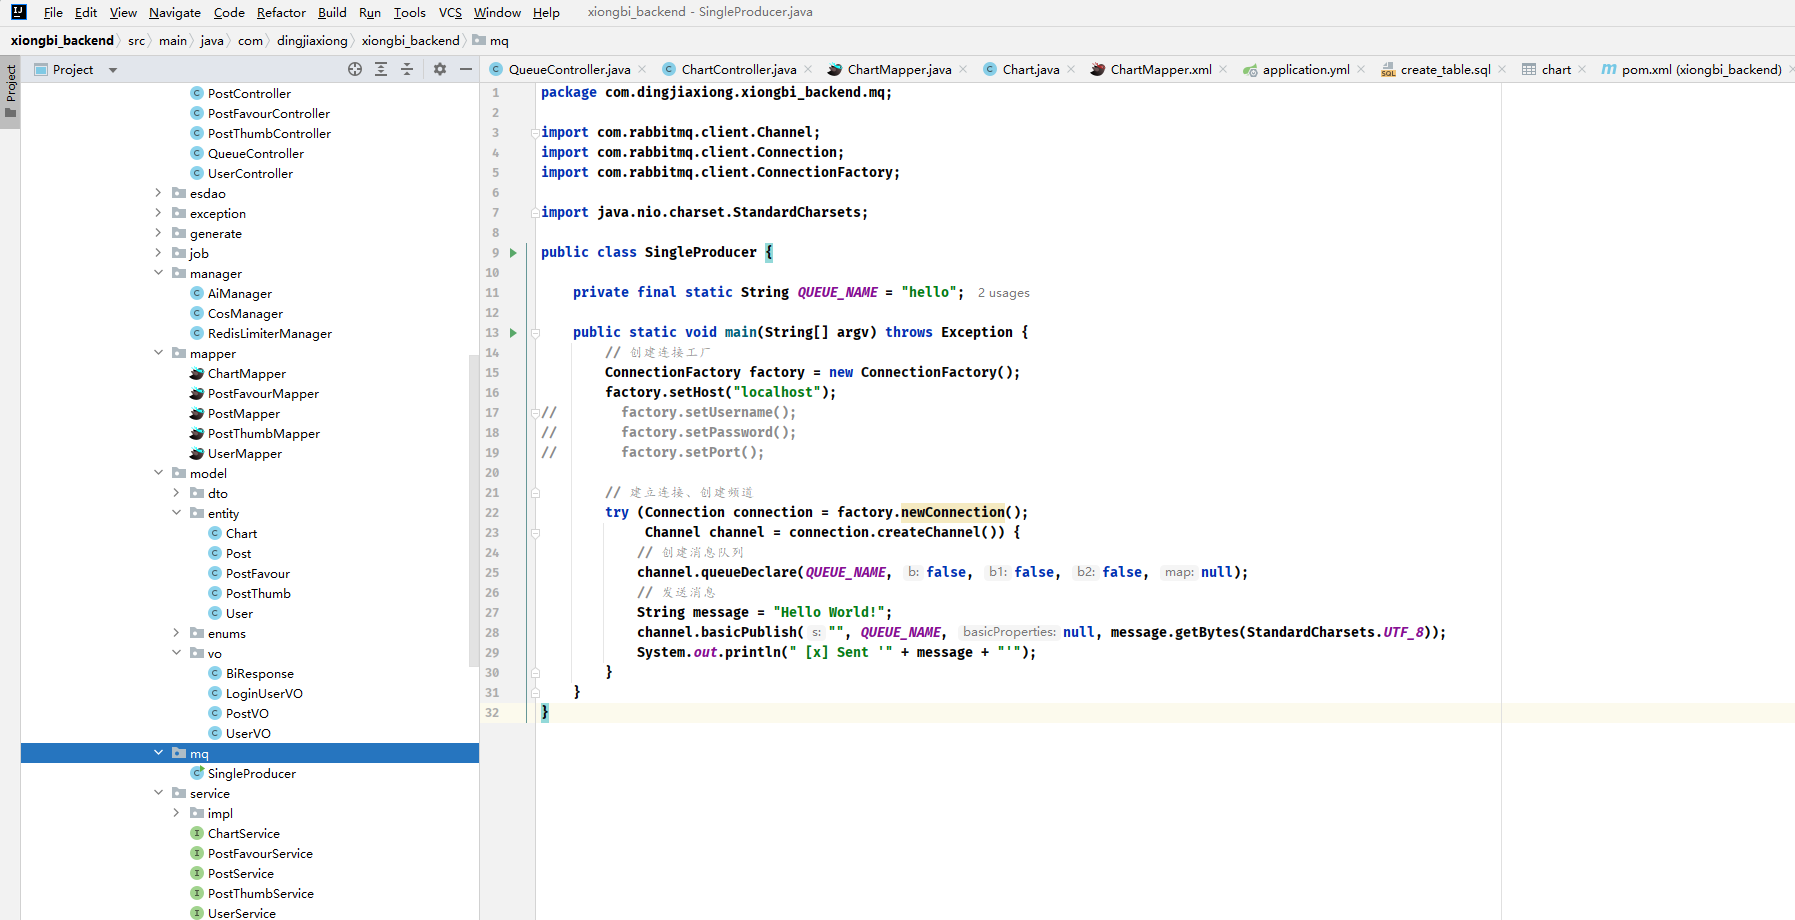 File Edit View Navigate Code Refactor Build Run Tools VCS Window Help xiongbi_backend - SingleProducer.java
xiongbi_backend src main java com dingjiaxiong xiongbi_backend mq
Project
Project
QueueController.java ChartController.java ChartMapper.java Chart.java ChartMapper.xml application.yml create_table.sql chart pom.xml (xiongbi_backend)
PostController
PostFavourController
PostThumbController
QueueController
UserController
esdao
exception
generate
job
manager
AiManager
CosManager
RedisLimiterManager
mapper
ChartMapper
PostFavourMapper
PostMapper
PostThumbMapper
UserMapper
model
dto
entity
Chart
Post
PostFavour
PostThumb
User
enums
vo
BiResponse
LoginUserVO
PostVO
UserVO
mq
SingleProducer
service
impl
ChartService
PostFavourService
PostService
PostThumbService
UserService
1 package com.dingjiaxiong.xiongbi_backend.mq;
2
3 import com.rabbitmq.client.Channel;
4 import com.rabbitmq.client.Connection;
5 import com.rabbitmq.client.ConnectionFactory;
6
7 import java.nio.charset.StandardCharsets;
8
9 public class SingleProducer {
10
11 private final static String QUEUE_NAME = "hello"; 2 usages
12
13 public static void main(String[] argv) throws Exception {
14 // 创建连接工厂
15 ConnectionFactory factory = new ConnectionFactory();
16 factory.setHost("localhost");
17 // factory.setUsername();
18 // factory.setPassword();
19 // factory.setPort();
20
21 // 建立连接、创建频道
22 try (Connection connection = factory.newConnection();
23 Channel channel = connection.createChannel()) {
24 // 创建消息队列
25 channel.queueDeclare(QUEUE_NAME, b: false, b1: false, b2: false, map: null);
26 // 发送消息
27 String message = "Hello World!";
28 channel.basicPublish( s: "", QUEUE_NAME, basicProperties: null, message.getBytes(StandardCharsets.UTF_8));
29 System.out.println(" [x] Sent '" + message + "'");
30 }
31 }
32 }